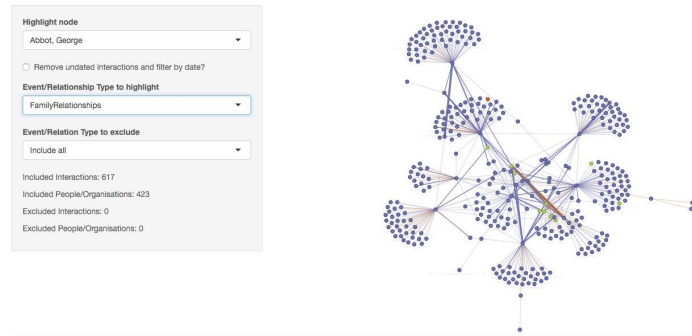 Highlight node
Abbot, George
Remove undated interactions and filter by date?
Event/Relationship Type to highlight
FamilyRelationships
Event/Relation Type to exclude
Include all
Included Interactions: 617
Included People/Organisations: 423
Excluded Interactions: 0
Excluded People/Organisations: 0